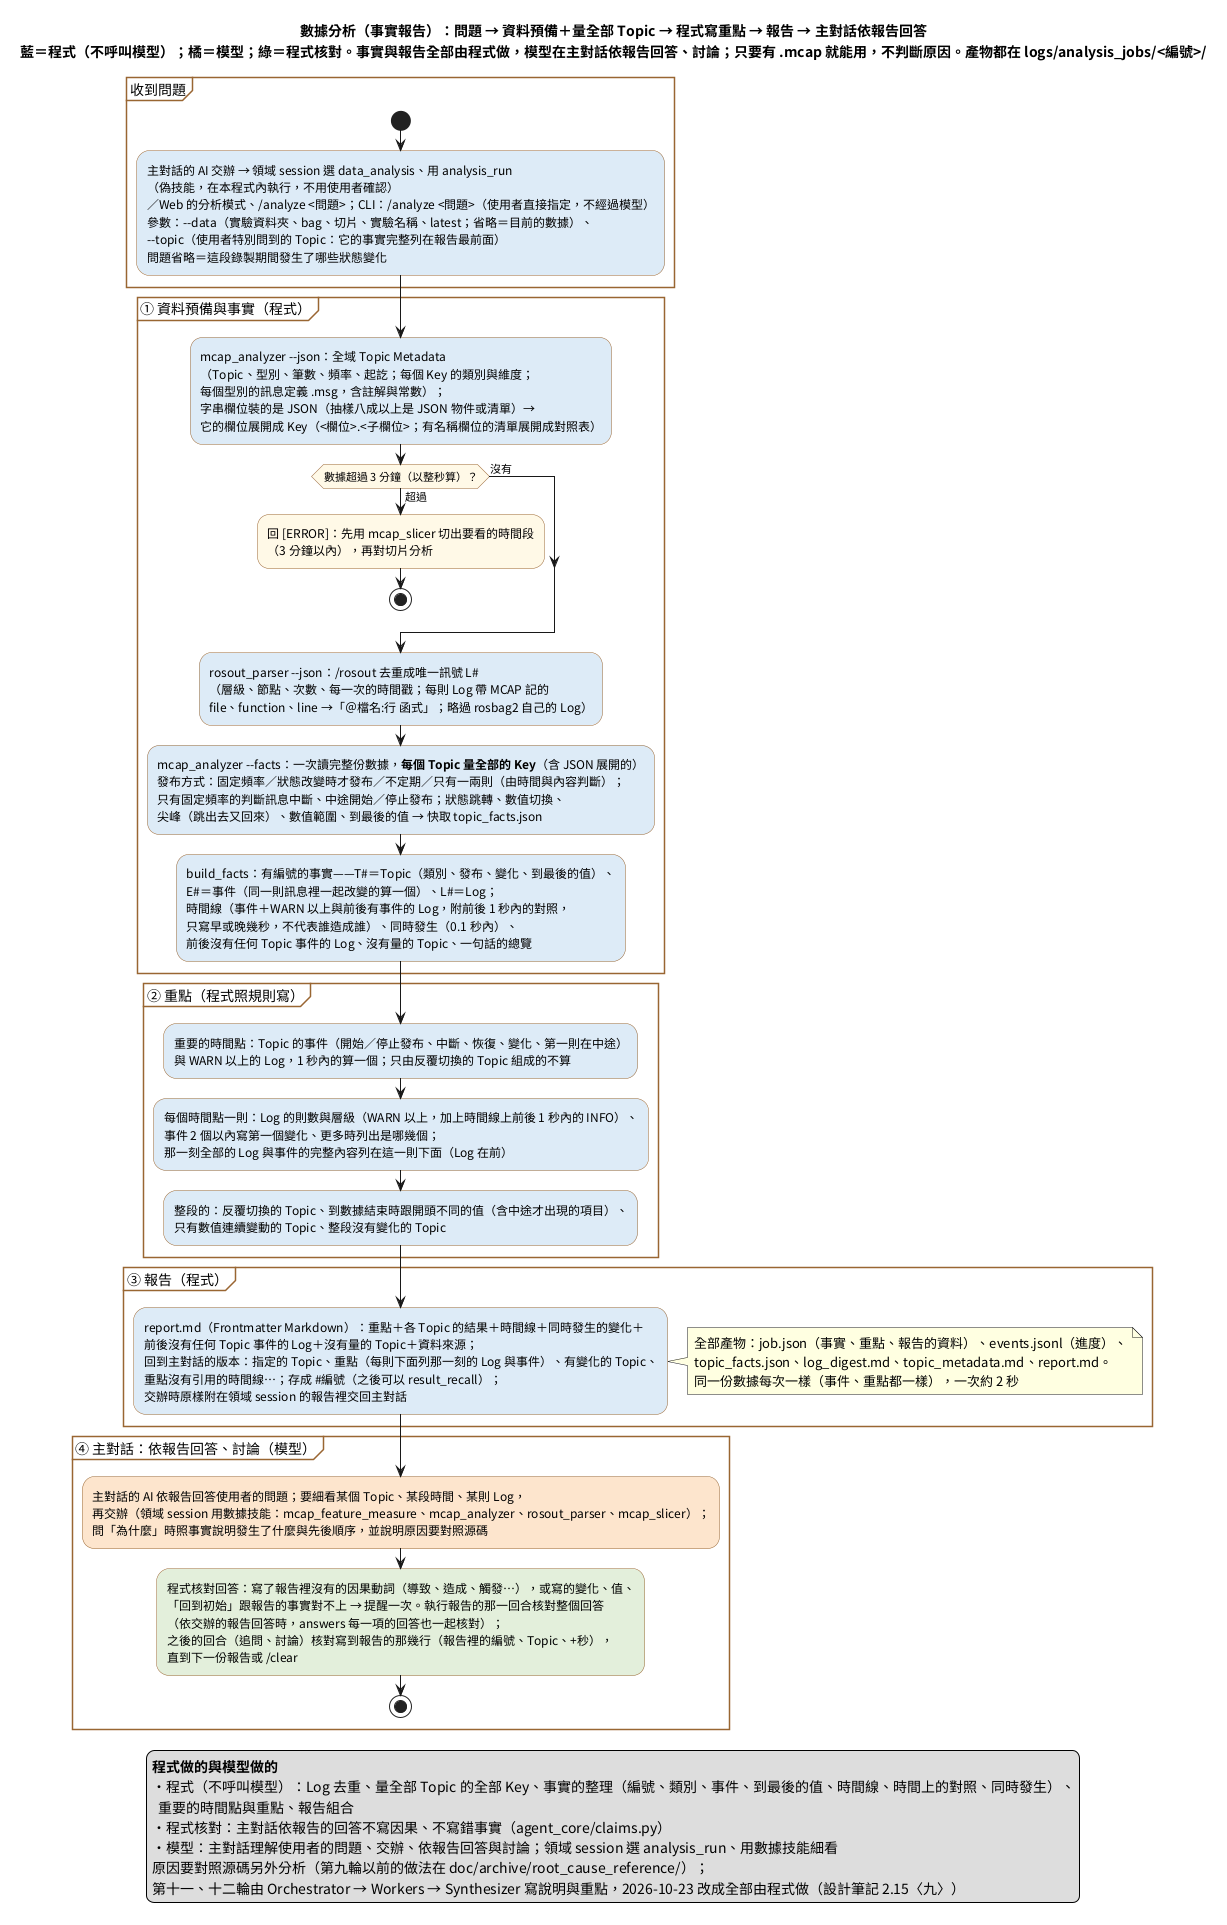 數據分析（事實報告）：問題 → 資料預備＋量全部 Topic → 程式寫重點 → 報告 → 主對話依報告回答
藍＝程式（不呼叫模型）；橘＝模型；綠＝程式核對。事實與報告全部由程式做，模型在主對話依報告回答、討論；只要有 .mcap 就能用，不判斷原因。產物都在 logs/analysis_jobs/<編號>/
收到問題
主對話的 AI 交辦 → 領域 session 選 data_analysis、用 analysis_run
（偽技能，在本程式內執行，不用使用者確認）
／Web 的分析模式、/analyze <問題>；CLI：/analyze <問題>（使用者直接指定，不經過模型）
參數：--data（實驗資料夾、bag、切片、實驗名稱、latest；省略＝目前的數據）、
--topic（使用者特別問到的 Topic：它的事實完整列在報告最前面）
問題省略＝這段錄製期間發生了哪些狀態變化
① 資料預備與事實（程式）
mcap_analyzer --json：全域 Topic Metadata
（Topic、型別、筆數、頻率、起訖；每個 Key 的類別與維度；
每個型別的訊息定義 .msg，含註解與常數）；
字串欄位裝的是 JSON（抽樣八成以上是 JSON 物件或清單）→
它的欄位展開成 Key（<欄位>.<子欄位>；有名稱欄位的清單展開成對照表）
數據超過 3 分鐘（以整秒算）？
沒有
超過
回 [ERROR]：先用 mcap_slicer 切出要看的時間段
（3 分鐘以內），再對切片分析
rosout_parser --json：/rosout 去重成唯一訊號 L#
（層級、節點、次數、每一次的時間戳；每則 Log 帶 MCAP 記的
file、function、line →「@檔名:行 函式」；略過 rosbag2 自己的 Log）
mcap_analyzer --facts：一次讀完整份數據，每個 Topic 量全部的 Key（含 JSON 展開的）
發布方式：固定頻率／狀態改變時才發布／不定期／只有一兩則（由時間與內容判斷）；
只有固定頻率的判斷訊息中斷、中途開始／停止發布；狀態跳轉、數值切換、
尖峰（跳出去又回來）、數值範圍、到最後的值 → 快取 topic_facts.json
build_facts：有編號的事實——T#＝Topic（類別、發布、變化、到最後的值）、
E#＝事件（同一則訊息裡一起改變的算一個）、L#＝Log；
時間線（事件＋WARN 以上與前後有事件的 Log，附前後 1 秒內的對照，
只寫早或晚幾秒，不代表誰造成誰）、同時發生（0.1 秒內）、
前後沒有任何 Topic 事件的 Log、沒有量的 Topic、一句話的總覽
② 重點（程式照規則寫）
重要的時間點：Topic 的事件（開始／停止發布、中斷、恢復、變化、第一則在中途）
與 WARN 以上的 Log，1 秒內的算一個；只由反覆切換的 Topic 組成的不算
每個時間點一則：Log 的則數與層級（WARN 以上，加上時間線上前後 1 秒內的 INFO）、
事件 2 個以內寫第一個變化、更多時列出是哪幾個；
那一刻全部的 Log 與事件的完整內容列在這一則下面（Log 在前）
整段的：反覆切換的 Topic、到數據結束時跟開頭不同的值（含中途才出現的項目）、
只有數值連續變動的 Topic、整段沒有變化的 Topic
③ 報告（程式）
report.md（Frontmatter Markdown）：重點＋各 Topic 的結果＋時間線＋同時發生的變化＋
前後沒有任何 Topic 事件的 Log＋沒有量的 Topic＋資料來源；
回到主對話的版本：指定的 Topic、重點（每則下面列那一刻的 Log 與事件）、有變化的 Topic、
重點沒有引用的時間線…；存成 #編號（之後可以 result_recall）；
交辦時原樣附在領域 session 的報告裡交回主對話
全部產物：job.json（事實、重點、報告的資料）、events.jsonl（進度）、
topic_facts.json、log_digest.md、topic_metadata.md、report.md。
同一份數據每次一樣（事件、重點都一樣），一次約 2 秒
④ 主對話：依報告回答、討論（模型）
主對話的 AI 依報告回答使用者的問題；要細看某個 Topic、某段時間、某則 Log，
再交辦（領域 session 用數據技能：mcap_feature_measure、mcap_analyzer、rosout_parser、mcap_slicer）；
問「為什麼」時照事實說明發生了什麼與先後順序，並說明原因要對照源碼
程式核對回答：寫了報告裡沒有的因果動詞（導致、造成、觸發…），或寫的變化、值、
「回到初始」跟報告的事實對不上 → 提醒一次。執行報告的那一回合核對整個回答
（依交辦的報告回答時，answers 每一項的回答也一起核對）；
之後的回合（追問、討論）核對寫到報告的那幾行（報告裡的編號、Topic、+秒），
直到下一份報告或 /clear
程式做的與模型做的
・程式（不呼叫模型）：Log 去重、量全部 Topic 的全部 Key、事實的整理（編號、類別、事件、到最後的值、時間線、時間上的對照、同時發生）、
重要的時間點與重點、報告組合
・程式核對：主對話依報告的回答不寫因果、不寫錯事實（agent_core/claims.py）
・模型：主對話理解使用者的問題、交辦、依報告回答與討論；領域 session 選 analysis_run、用數據技能細看
原因要對照源碼另外分析（第九輪以前的做法在 doc/archive/root_cause_reference/）；
第十一、十二輪由 Orchestrator → Workers → Synthesizer 寫說明與重點，2026-10-23 改成全部由程式做（設計筆記 2.15〈九〉）